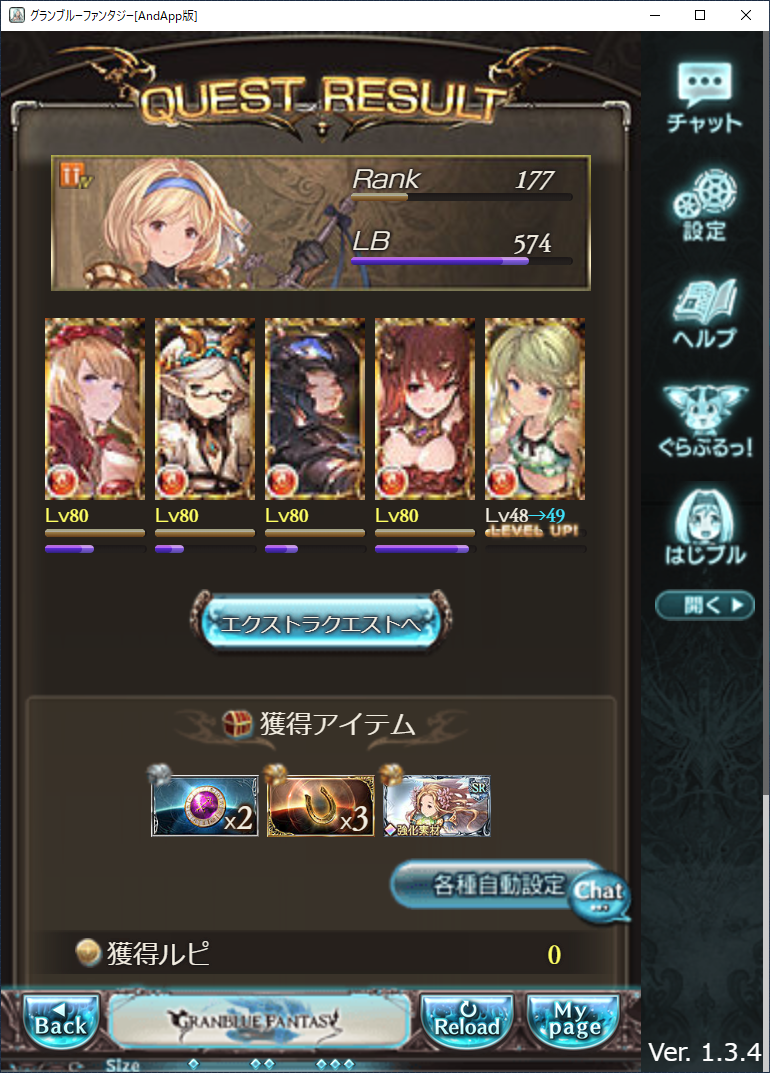 グランブルーファンタジー[AndApp版]
QUEST RESULT
チャット
Rank 177
LB 574
設定
ヘルプ
ぐらぶるっ!
Lv80 Lv80 Lv80 Lv80 Lv48→49
LEVEL UP!
はじブル
開く▶
エクストラクエストへ
獲得アイテム
x2 x3 SR
強化素材
各種自動設定
Chat
獲得ルピ 0
Back
GRANBLUE FANTASY
Reload
My page
Ver. 1.3.4
Size